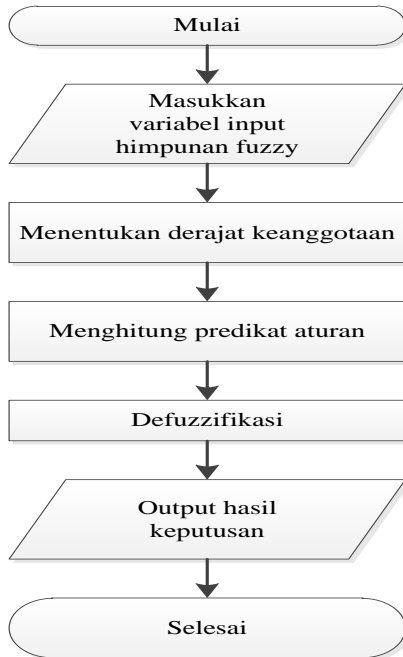 Mulai
Masukkan
variabel input
himpunan fuzzy
Menentukan derajat keanggotaan
Menghitung predikat aturan
Defuzzifikasi
Output hasil
keputusan
Selesai